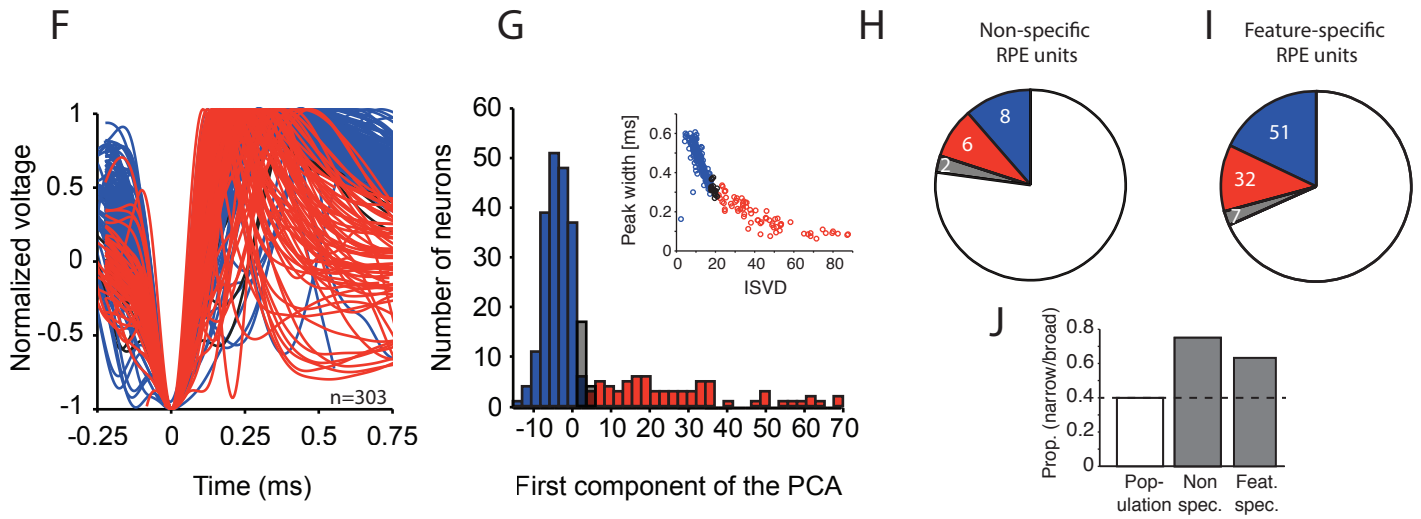 F
Normalized voltage
1
0.5
0
-0.5
-1
-0.25
0
0.25
0.5
0.75
n=303
Time (ms)
G
Number of neurons
60
50
40
30
20
10
0
-10
0
10
20
30
40
50
60
70
First component of the PCA
Peak width [ms]
0.8
0.6
0.4
0.2
0
0
20
40
60
80
ISVD
H
Non-specific
RPE units
8
6
2
I
Feature-specific
RPE units
51
32
7
J
Prop. (narrow/broad)
0.8
0.6
0.4
0.2
0
Pop-
ulation
Non
spec.
Feat.
spec.